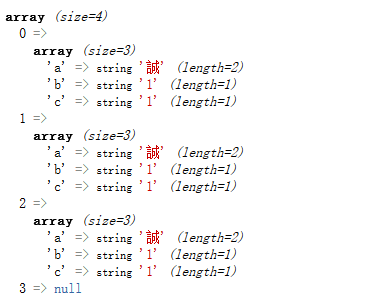 array (size=4)
0 =>
array (size=3)
'a' => string '誠' (length=2)
'b' => string '1' (length=1)
'c' => string '1' (length=1)
1 =>
array (size=3)
'a' => string '誠' (length=2)
'b' => string '1' (length=1)
'c' => string '1' (length=1)
2 =>
array (size=3)
'a' => string '誠' (length=2)
'b' => string '1' (length=1)
'c' => string '1' (length=1)
3 => null